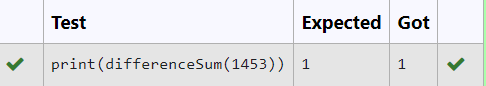 Test Expected Got
print(differenceSum(1453)) 1 1